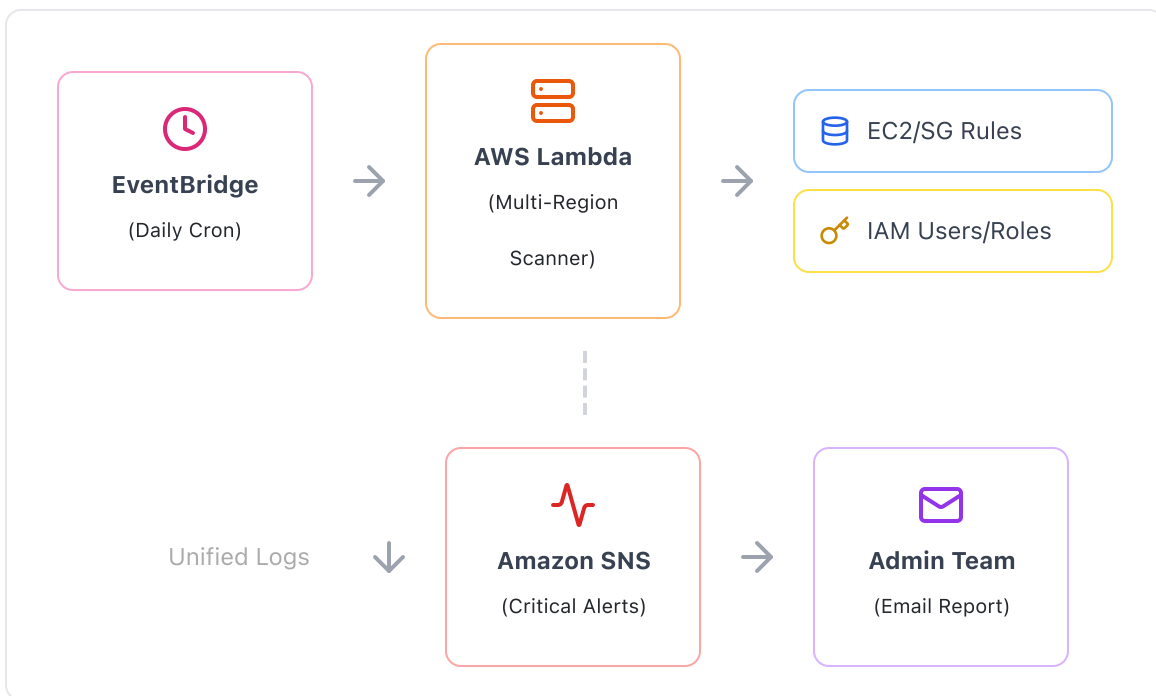 EventBridge
(Daily Cron)
AWS Lambda
(Multi-Region
Scanner)
EC2/SG Rules
IAM Users/Roles
Unified Logs
Amazon SNS
(Critical Alerts)
Admin Team
(Email Report)